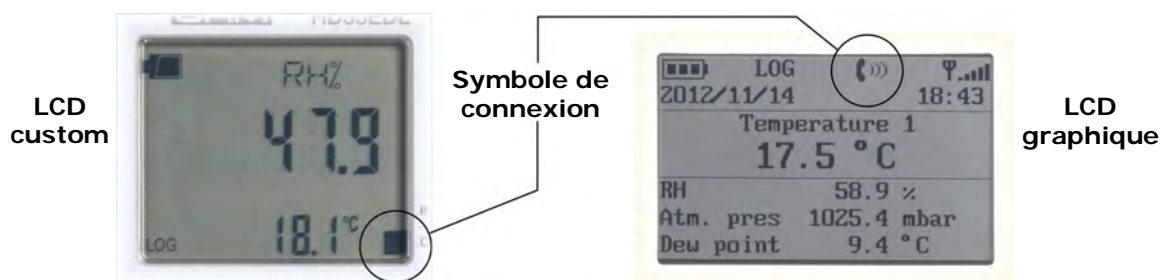 HD33EDL
RH%
47.9
18.1 °C
LOG
LCD
custom
Symbole de
connexion
LOG
2012/11/14 18:43
Temperature 1
17.5 °C
RH 58.9 %
Atm. pres 1025.4 mbar
Dew point 9.4 °C
LCD
graphique